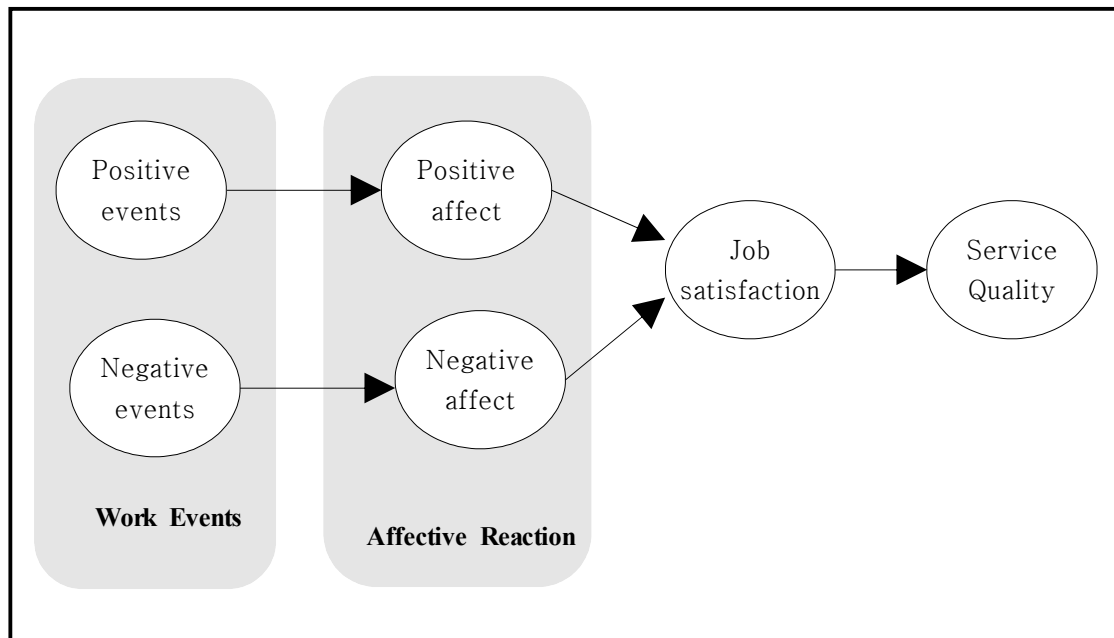 Positive
events
Positive
affect
Job
satisfaction
Service
Quality
Negative
events
Negative
affect
Work Events
Affective Reaction